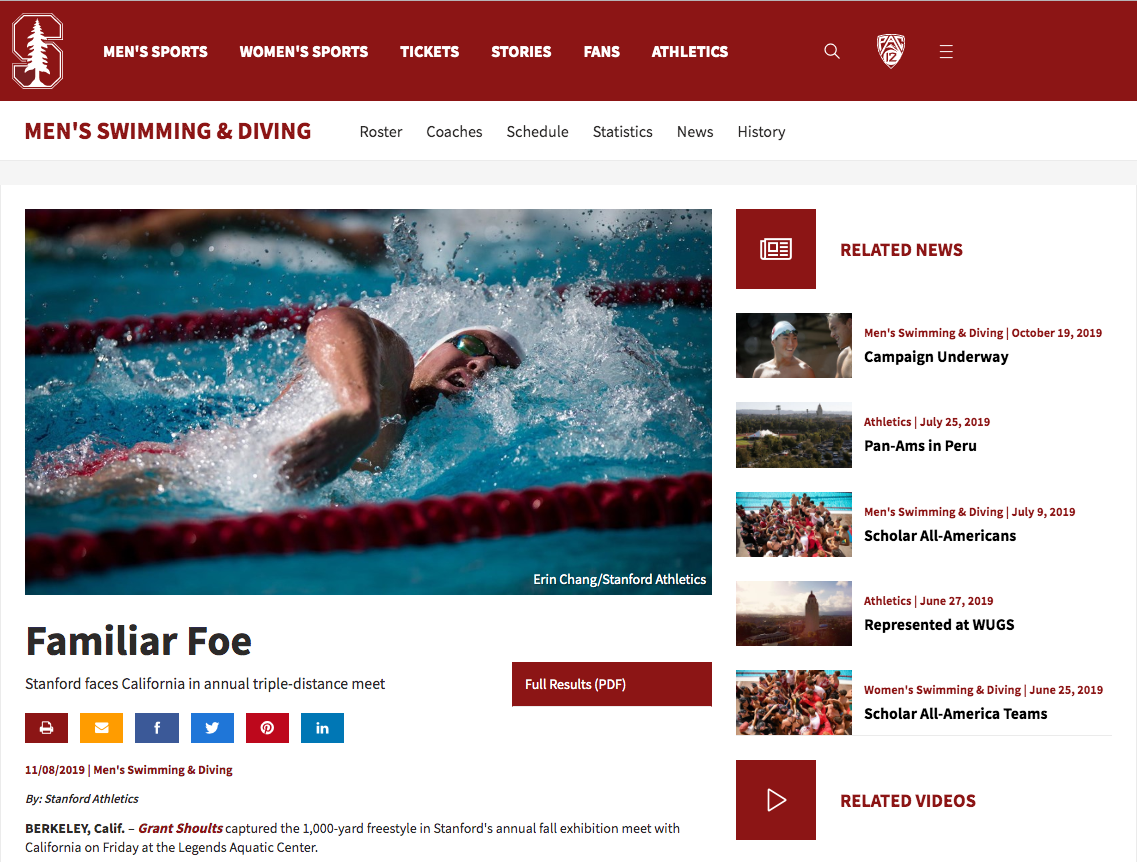 S
MEN'S SPORTS WOMEN'S SPORTS TICKETS STORIES FANS ATHLETICS
PAC 12
MEN'S SWIMMING & DIVING
Roster Coaches Schedule Statistics News History
Erin Chang/Stanford Athletics
Familiar Foe
Stanford faces California in annual triple-distance meet
Full Results (PDF)
f
in
11/08/2019 | Men's Swimming & Diving
By: Stanford Athletics
BERKELEY, Calif. – Grant Shoults captured the 1,000-yard freestyle in Stanford's annual fall exhibition meet with
California on Friday at the Legends Aquatic Center.
RELATED NEWS
Men's Swimming & Diving | October 19, 2019
Campaign Underway
Athletics | July 25, 2019
Pan-Ams in Peru
Men's Swimming & Diving | July 9, 2019
Scholar All-Americans
Athletics | June 27, 2019
Represented at WUGS
Women's Swimming & Diving | June 25, 2019
Scholar All-America Teams
RELATED VIDEOS